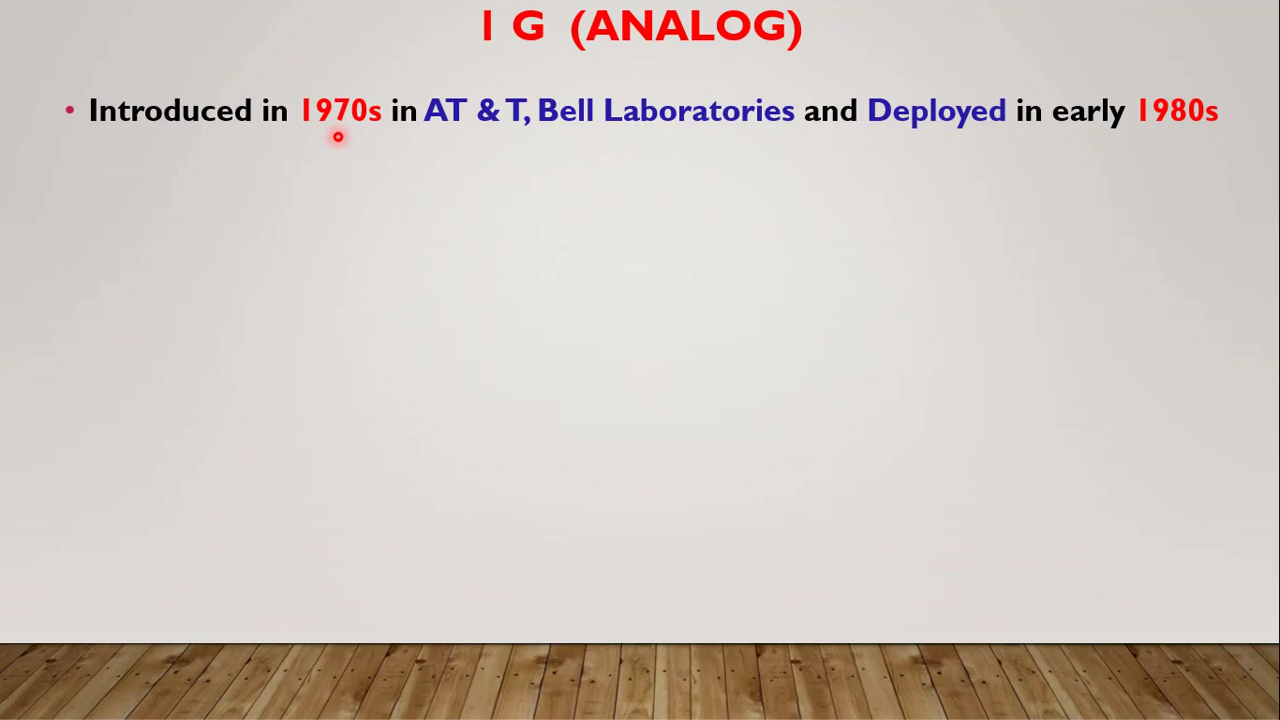 1 G (ANALOG)
• Introduced in 1970s in AT & T, Bell Laboratories and Deployed in early 1980s